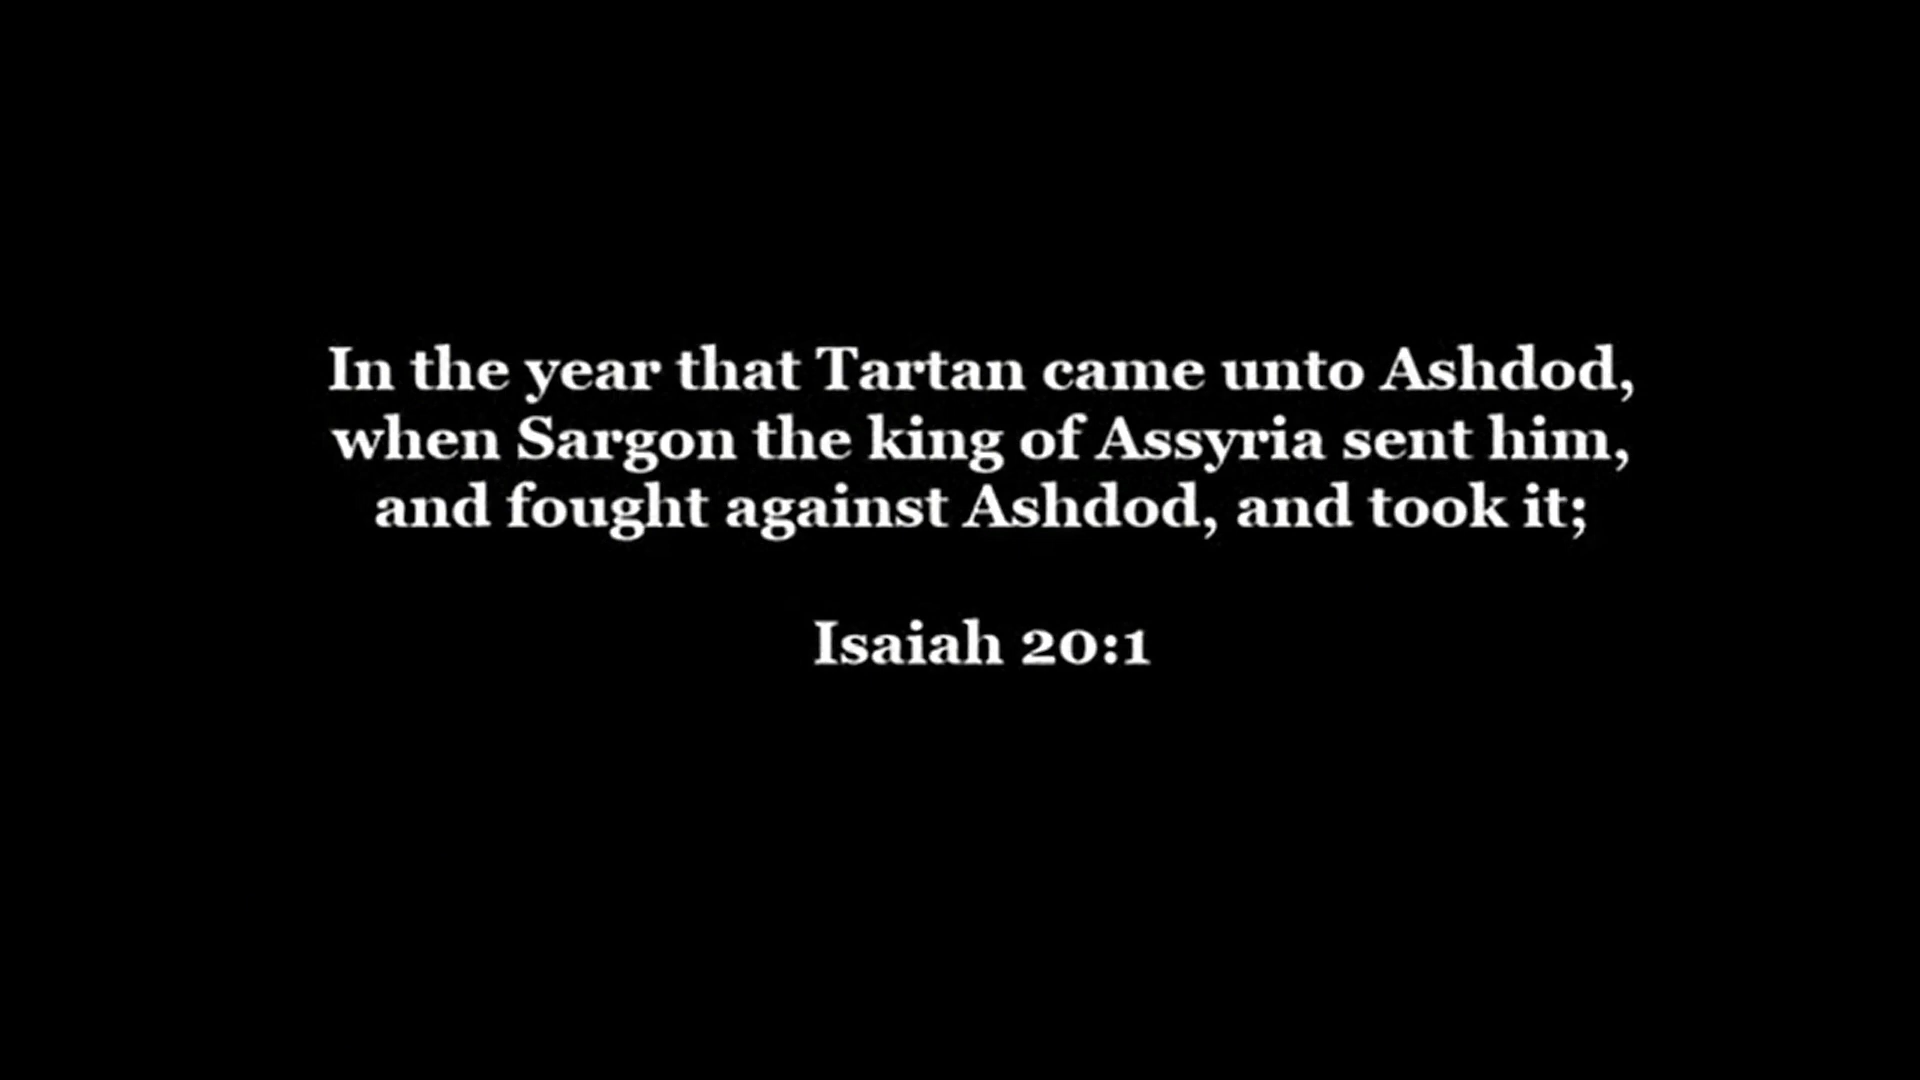 In the year that Tartan came unto Ashdod,
when Sargon the king of Assyria sent him,
and fought against Ashdod, and took it;
Isaiah 20:1